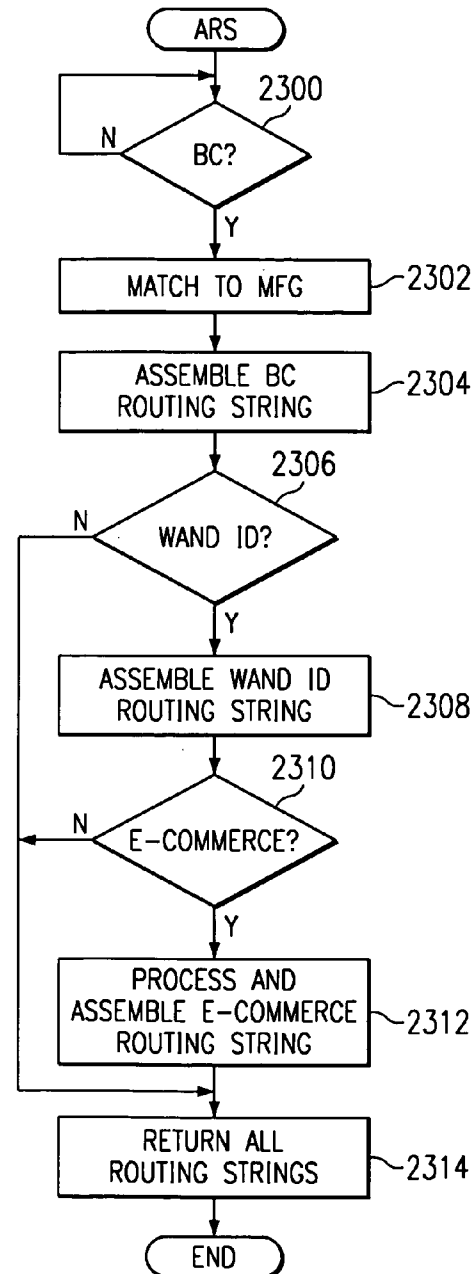 ARS
2300
N
BC?
Y
MATCH TO MFG
2302
ASSEMBLE BC
ROUTING STRING
2304
2306
N
WAND ID?
Y
ASSEMBLE WAND ID
ROUTING STRING
2308
2310
N
E-COMMERCE?
Y
PROCESS AND
ASSEMBLE E-COMMERCE
ROUTING STRING
2312
RETURN ALL
ROUTING STRINGS
2314
END